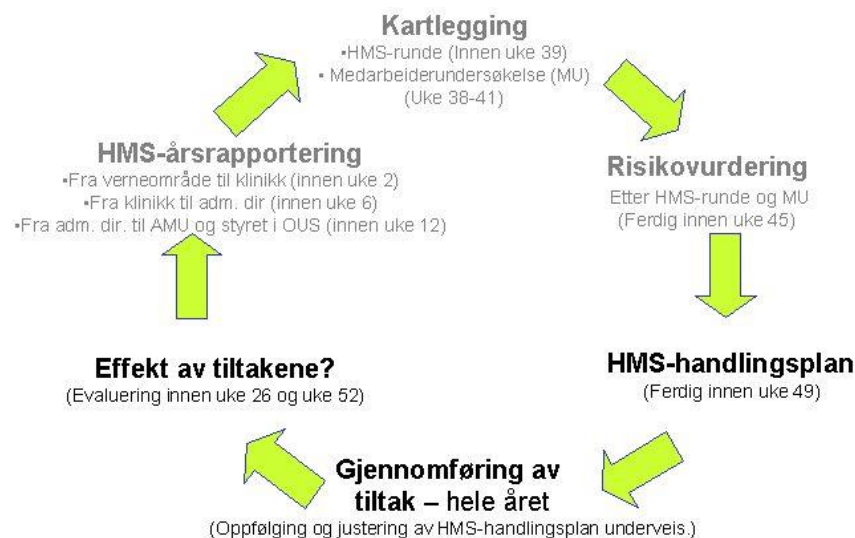 Kartlegging
•HMS-runde (Innen uke 39)
• Medarbeiderundersøkelse (MU)
(Uke 38-41)
Risikovurdering
Etter HMS-runde og MU
(Ferdig innen uke 45)
HMS-handlingsplan
(Ferdig innen uke 49)
Gjennomføring av
tiltak – hele året
(Oppfølging og justering av HMS-handlingsplan underveis.)
Effekt av tiltakene?
(Evaluering innen uke 26 og uke 52)
HMS-årsrapportering
•Fra verneområde til klinikk (innen uke 2)
•Fra klinikk til adm. dir (innen uke 6)
•Fra adm. dir. til AMU og styret i OUS (innen uke 12)